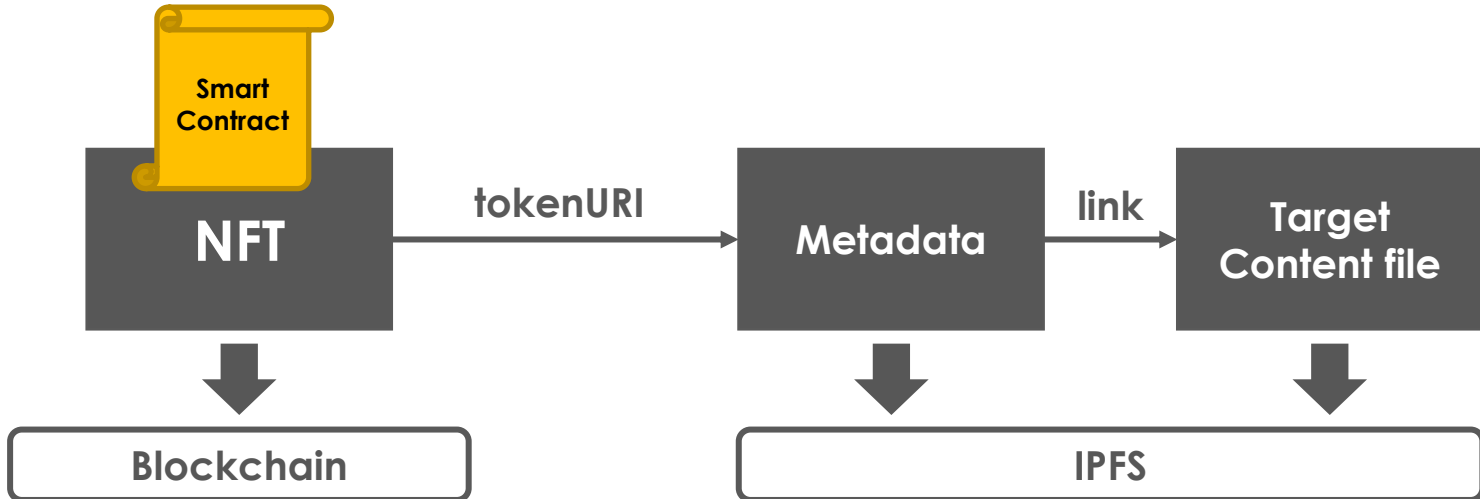 Smart
Contract
NFT
tokenURI
Metadata
link
Target
Content file
Blockchain
IPFS